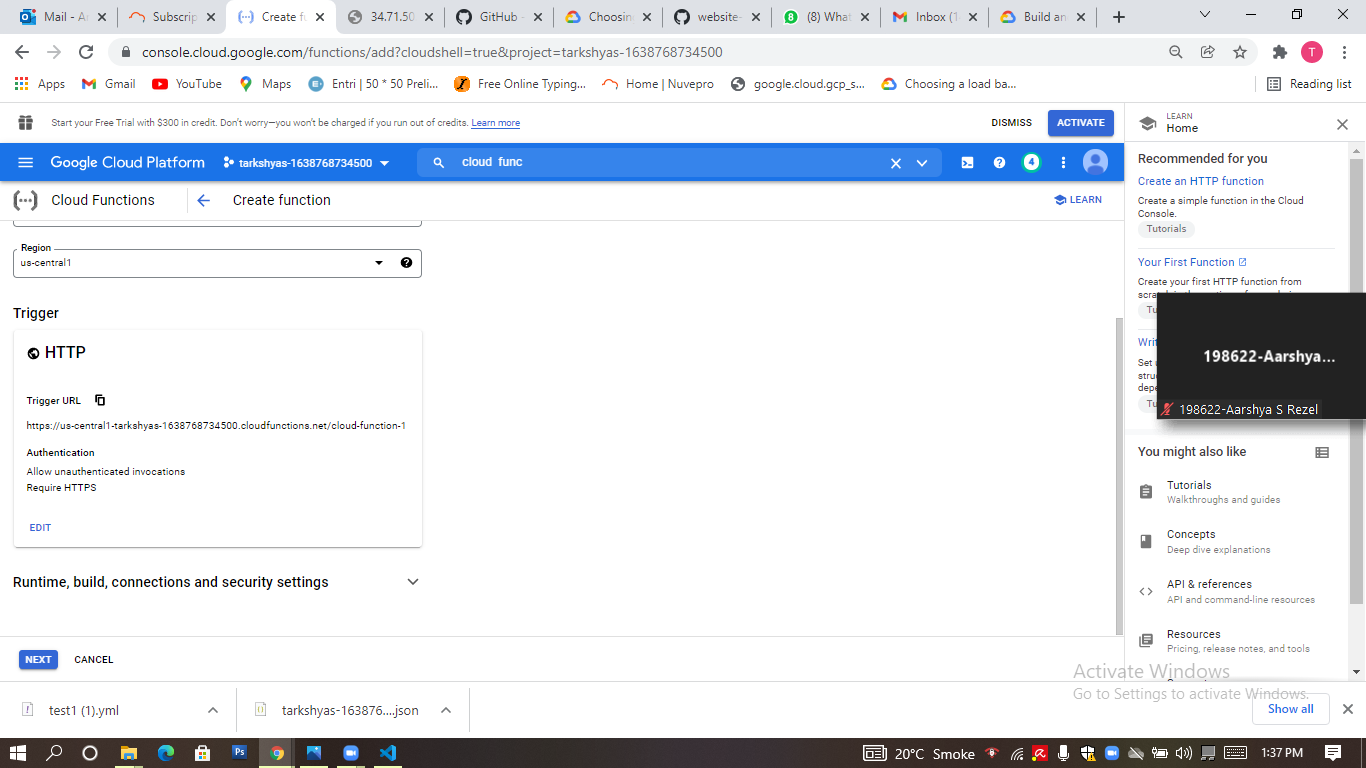 Mail - A
Subscrip
Create fu
34.71.50
GitHub -
Choosin
website-
(8) What
Inbox (1
Build an
console.cloud.google.com/functions/add?cloudshell=true&project=tarkshyas-1638768734500
T
Apps
Gmail
YouTube
Maps
Entri | 50 * 50 Preli...
Free Online Typing...
Home | Nuvepro
google.cloud.gcp_s...
Choosing a load ba...
Reading list
Start your Free Trial with $300 in credit. Don't worry—you won't be charged if you run out of credits. Learn more
DISMISS
ACTIVATE
LEARN
Home
Google Cloud Platform
tarkshyas-1638768734500
cloud func
4
Cloud Functions
Create function
LEARN
Region
us-central1
Trigger
HTTP
Trigger URL
https://us-central1-tarkshyas-1638768734500.cloudfunctions.net/cloud-function-1
Authentication
Allow unauthenticated invocations
Require HTTPS
EDIT
Runtime, build, connections and security settings
NEXT
CANCEL
Recommended for you
Create an HTTP function
Create a simple function in the Cloud
Console.
Tutorials
Your First Function
Create your first HTTP function from
Tu
Writ
Set
stru
depe
Tu
198622-Aarshya...
198622-Aarshya S Rezel
You might also like
Tutorials
Walkthroughs and guides
Concepts
Deep dive explanations
API & references
API and command-line resources
Resources
Pricing, release notes, and tools
Activate Windows
Go to Settings to activate Windows.
test1 (1).yml
tarkshyas-163876....json
Show all
Ps
20°C Smoke
1:37 PM